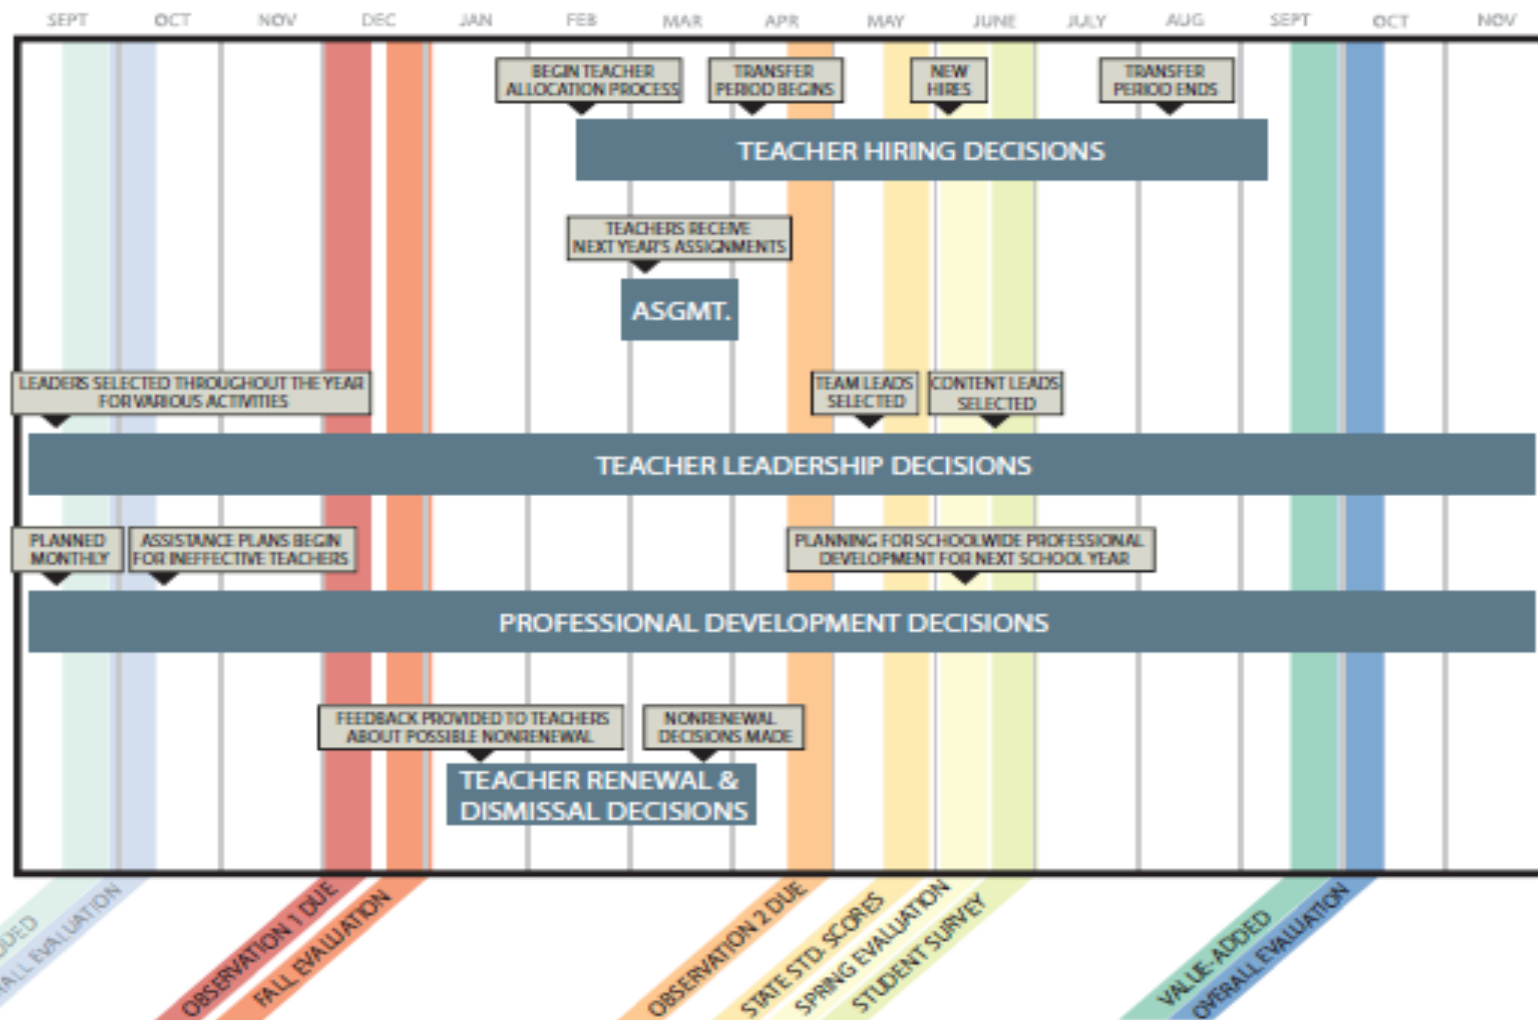 SEPT OCT NOV DEC JAN FEB MAR APR MAY JUNE JULY AUG SEPT OCT NOV
BEGIN TEACHER
ALLOCATION PROCESS
TRANSFER
PERIOD BEGINS
NEW
HIRES
TRANSFER
PERIOD ENDS
TEACHER HIRING DECISIONS
TEACHERS RECEIVE
NEXT YEAR'S ASSIGNMENTS
ASGMT.
LEADERS SELECTED THROUGHOUT THE YEAR
FOR VARIOUS ACTIVITIES
TEAM LEADS
SELECTED
CONTENT LEADS
SELECTED
TEACHER LEADERSHIP DECISIONS
PLANNED
MONTHLY
ASSISTANCE PLANS BEGIN
FOR INEFFECTIVE TEACHERS
PLANNING FOR SCHOOLWIDE PROFESSIONAL
DEVELOPMENT FOR NEXT SCHOOL YEAR
PROFESSIONAL DEVELOPMENT DECISIONS
FEEDBACK PROVIDED TO TEACHERS
ABOUT POSSIBLE NONRENEWAL
NONRENEWAL
DECISIONS MADE
TEACHER RENEWAL &
DISMISSAL DECISIONS
EVALUATION
OBSERVATION 1 DUE
FALL EVALUATION
OBSERVATION 2 DUE
STATE STD. SCORES
SPRING EVALUATION
STUDENT SURVEY
VALUE-ADDED
OVERALL EVALUATION